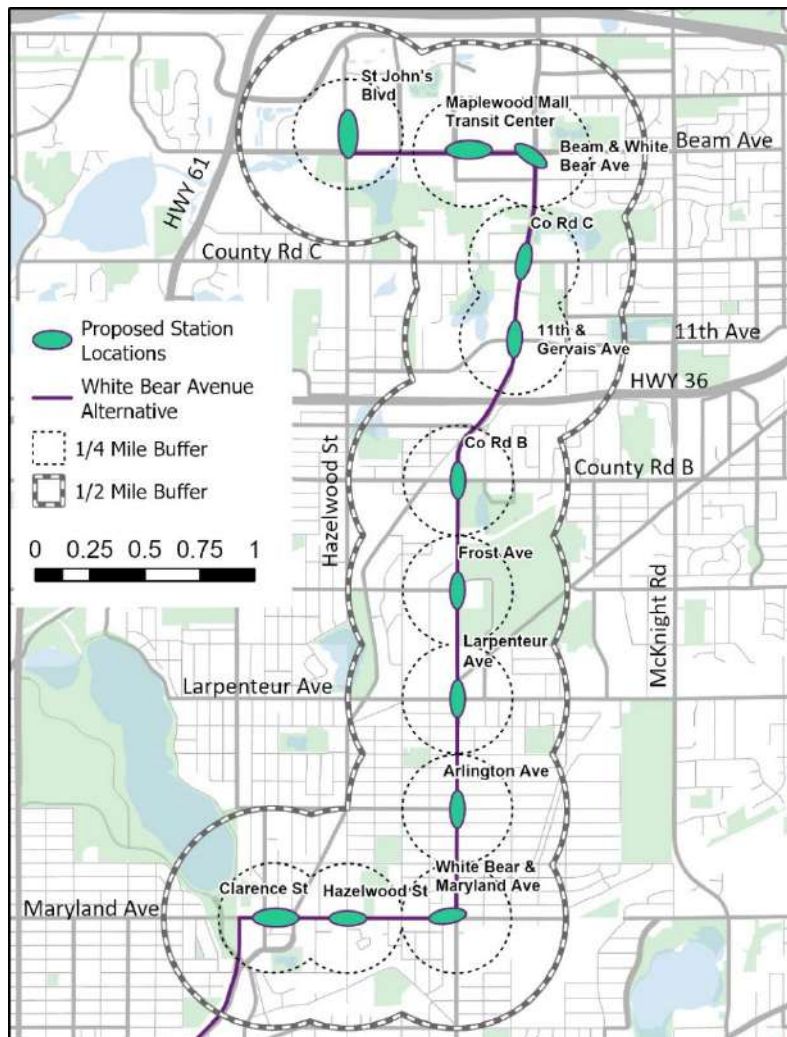 St John's
Blvd
Maplewood Mall
Transit Center
Beam & White
Bear Ave
Beam Ave
HWY 61
Co Rd C
County Rd C
11th &
Gervais Ave
11th Ave
HWY 36
Proposed Station
Locations
White Bear Avenue
Alternative
1/4 Mile Buffer
1/2 Mile Buffer
0 0.25 0.5 0.75 1
Hazelwood St
Co Rd B
County Rd B
Frost Ave
McKnight Rd
Larpenteur
Ave
Larpenteur Ave
Arlington Ave
White Bear &
Maryland Ave
Clarence St
Hazelwood St
Maryland Ave